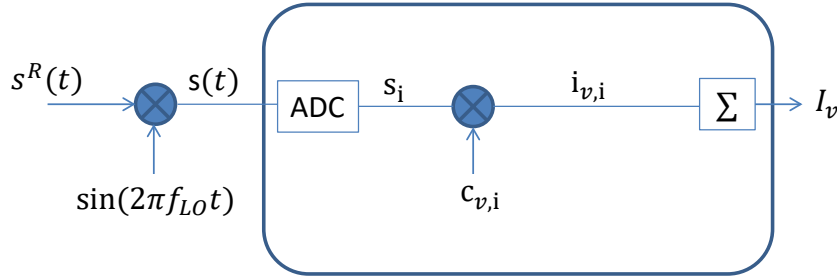 s^R(t)
s(t)
ADC
s_i
i_{v,i}
Σ
I_v
sin(2πf_{LO}t)
c_{v,i}